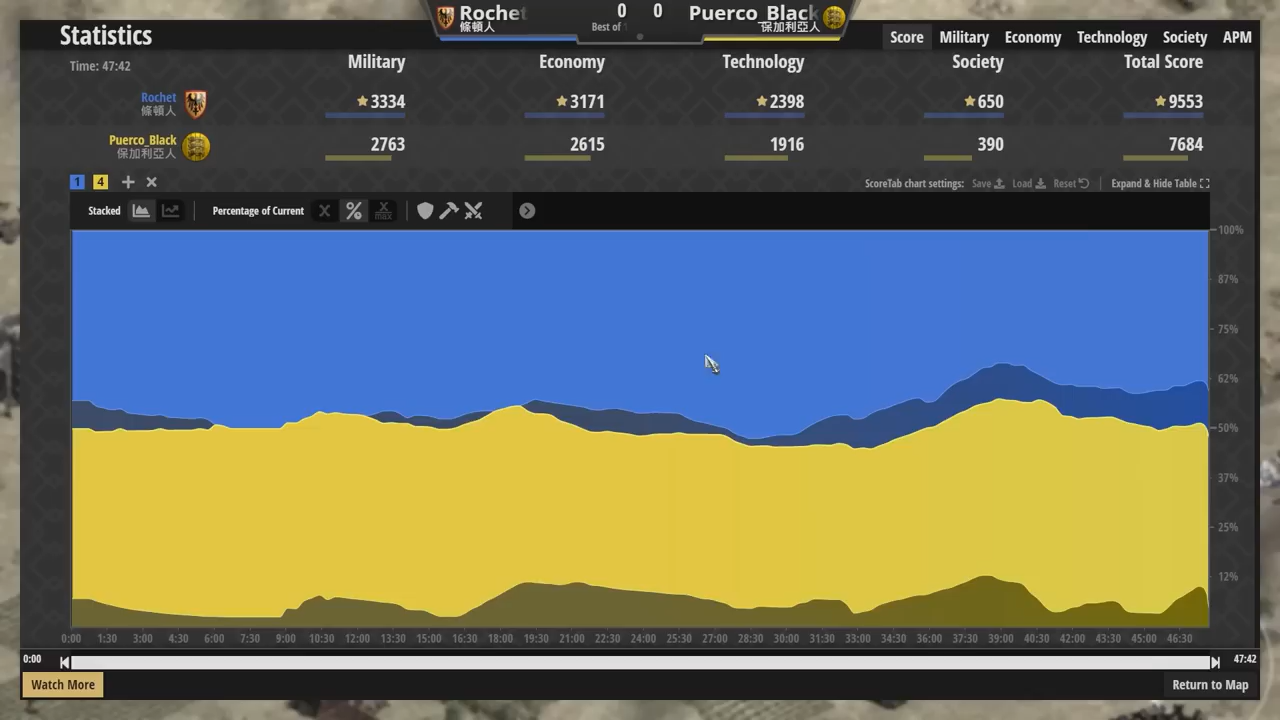 Rochet 0 0 Puerco_Black
條頓人 Best of 保加利亞人
Statistics
Score Military Economy Technology Society APM
Time: 47:42 Military Economy Technology Society Total Score
Rochet 3334 3171 2398 650 9553
條頓人
Puerco_Black 2763 2615 1916 390 7684
保加利亞人
1 4 ScoreTab chart settings: Save Load Reset Expand & Hide Table
Stacked Percentage of Current X % X max
100%
87%
75%
62%
50%
37%
25%
12%
0:00 1:30 3:00 4:30 6:00 7:30 9:00 10:30 12:00 13:30 15:00 16:30 18:00 19:30 21:00 22:30 24:00 25:30 27:00 28:30 30:00 31:30 33:00 34:30 36:00 37:30 39:00 40:30 42:00 43:30 45:00 46:30
0:00 47:42
Watch More Return to Map